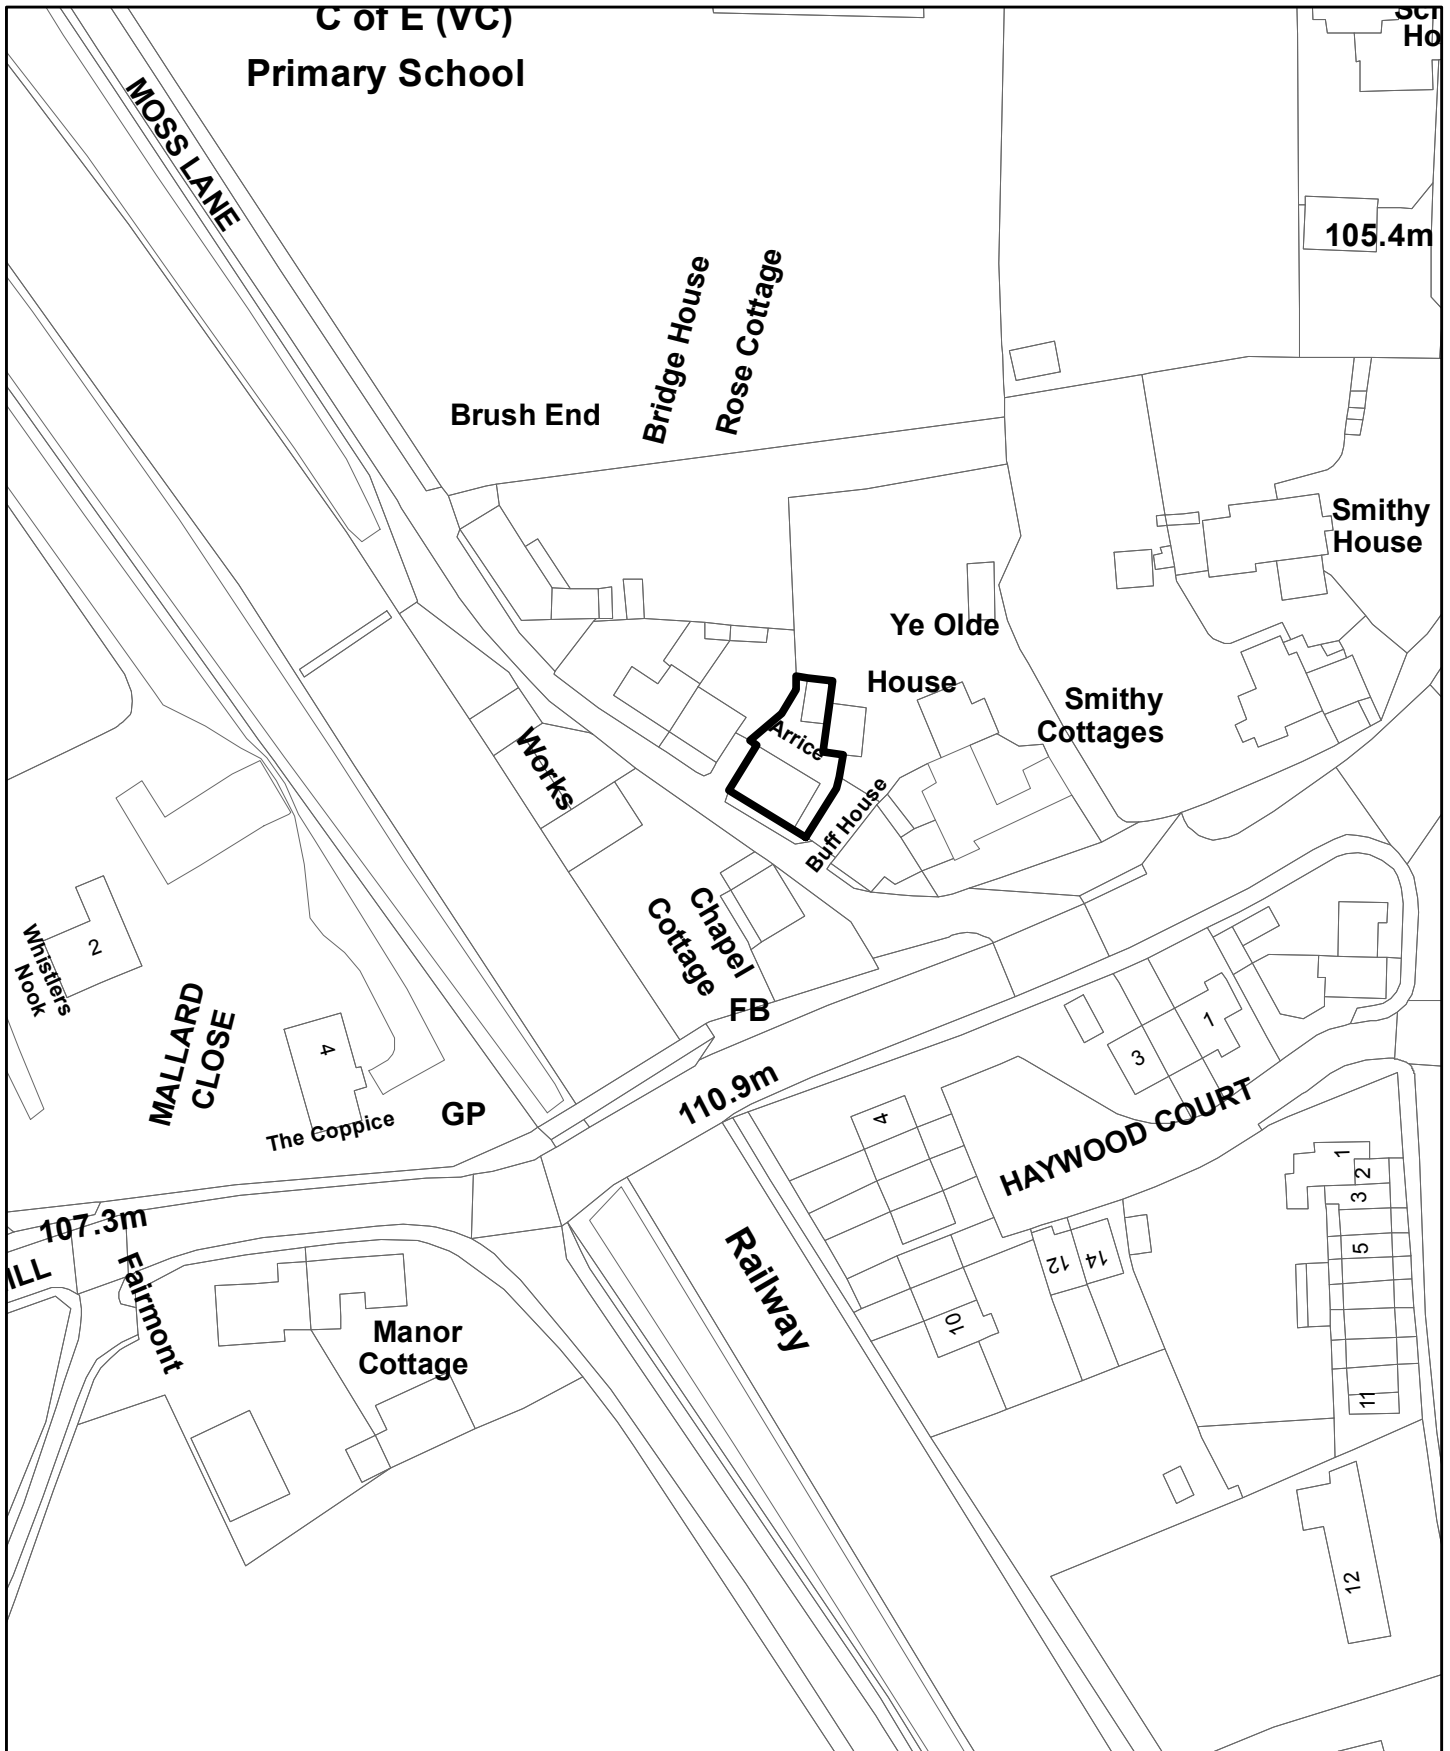 C of E (VC)
Primary School
Ho
MOSS LANE
105.4m
Bridge House
Rose Cottage
Brush End
Smithy
House
Ye Olde
House
Smithy
Cottages
Arrice
Works
Buff House
Chapel
Cottage
Whistlers
Nook
2
MALLARD
CLOSE
4
FB
1
3
110.9m
GP
The Coppice
4
HAYWOOD COURT
1
2
3
5
11
107.3m
ILL
Fairmont
Manor
Cottage
Railway
12
14
10
12